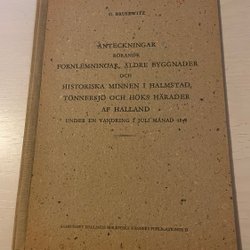 G. BRUSEWITZ
ANTECKNINGAR
RÖRANDE
FORNLEMNINGAR, ÄLDRE BYGGNADER
OCH
HISTORISKA MINNEN I HALMSTAD,
TÖNNERSJÖ OCH HÖKS HÄRADER
AF HALLAND
UNDER EN VANDRING I JULI MÅNAD